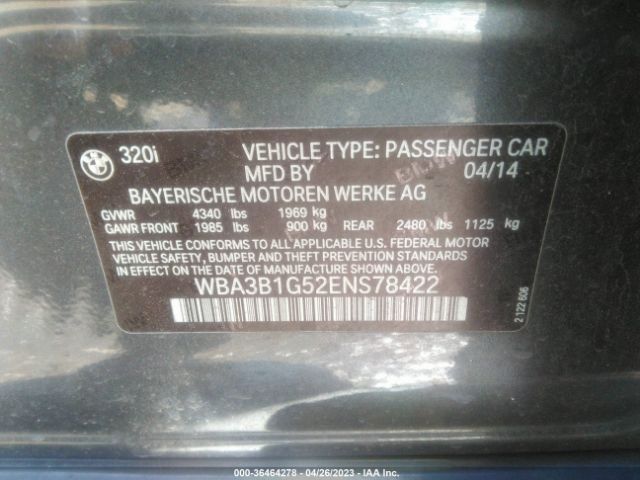 320i VEHICLE TYPE: PASSENGER CAR
MFD BY 04/14
BAYERISCHE MOTOREN WERKE AG
GVWR 4340 lbs 1969 kg
GAWR FRONT 1985 lbs 900 kg REAR 2480 lbs 1125 kg
THIS VEHICLE CONFORMS TO ALL APPLICABLE U.S. FEDERAL MOTOR
VEHICLE SAFETY, BUMPER AND THEFT PREVENTION STANDARDS IN
EFFECT ON THE DATE OF MANUFACTURE SHOWN ABOVE.
WBA3B1G52ENS78422
2 122 606
000-36464278 - 04/26/2023 - IAA Inc.